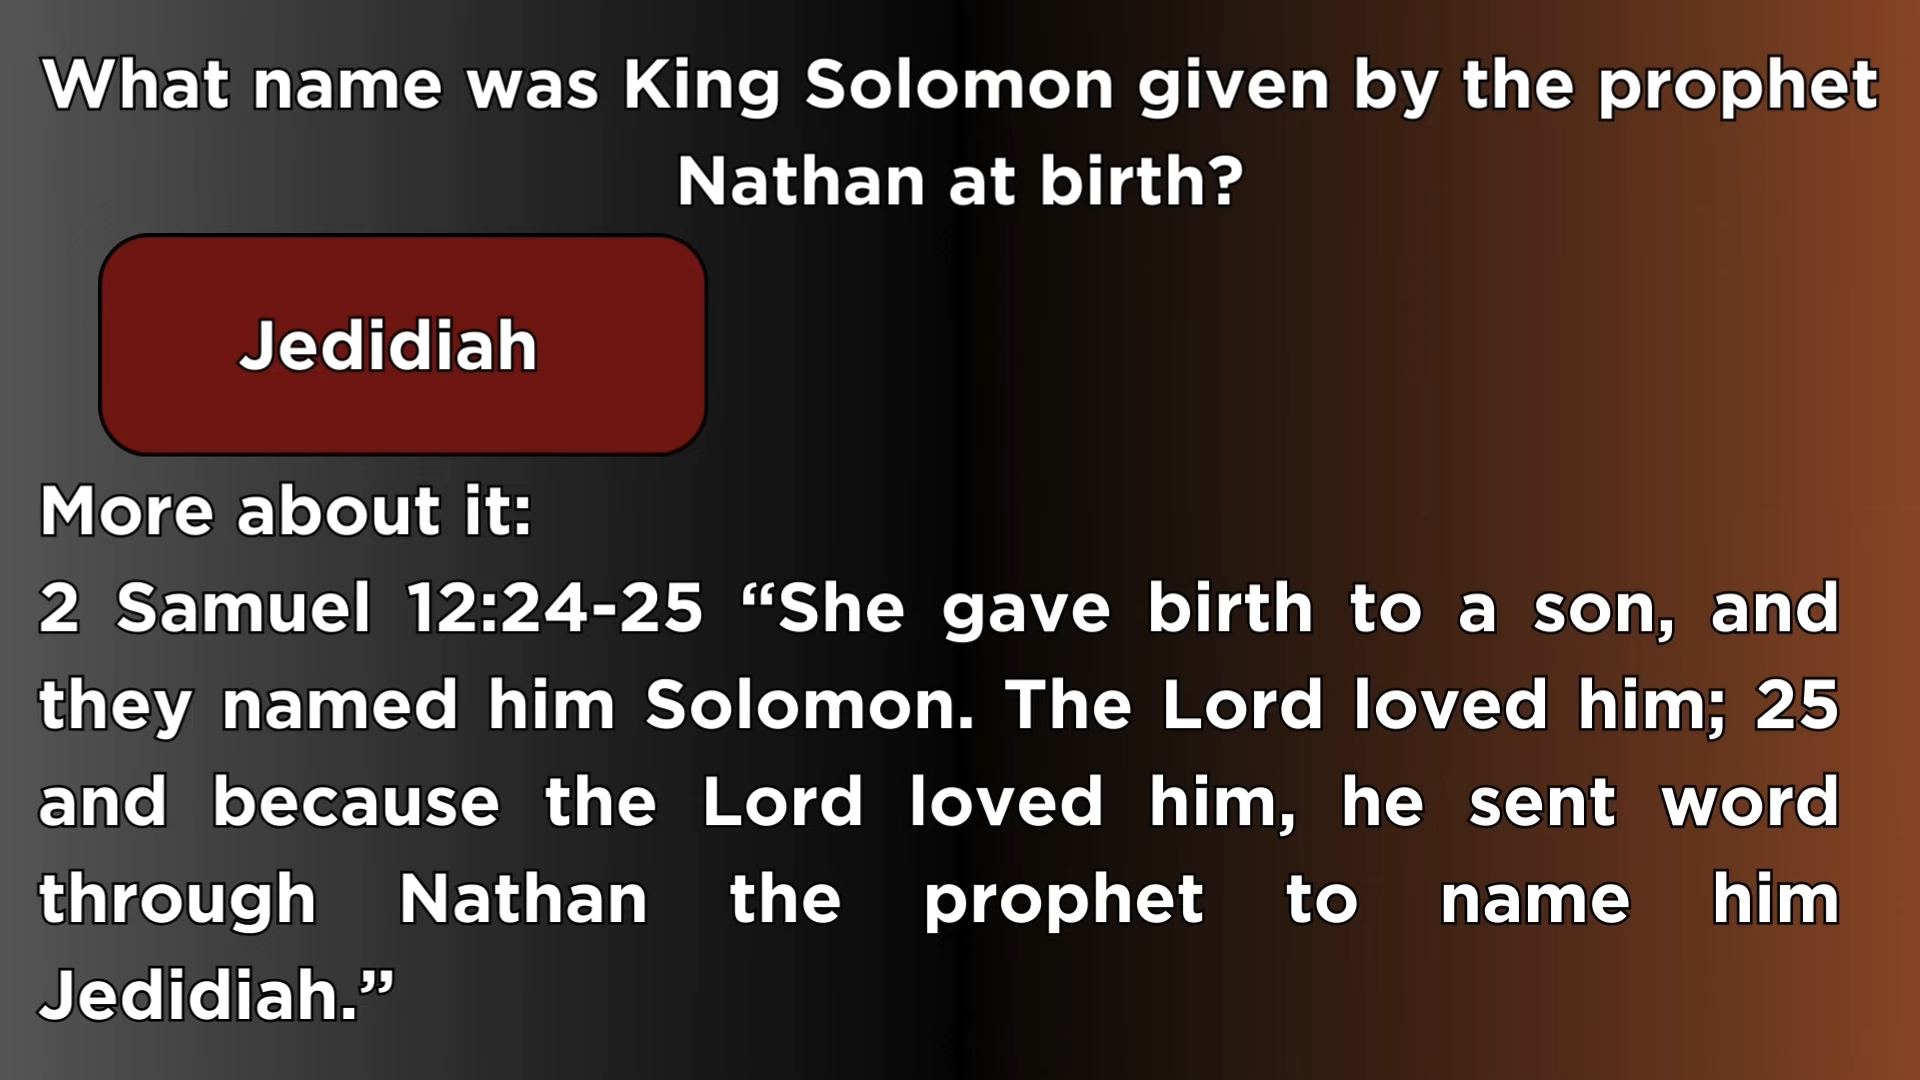 What name was King Solomon given by the prophet
Nathan at birth?
Jedidiah
More about it:
2 Samuel 12:24-25 “She gave birth to a son, and
they named him Solomon. The Lord loved him; 25
and because the Lord loved him, he sent word
through Nathan the prophet to name him
Jedidiah.”